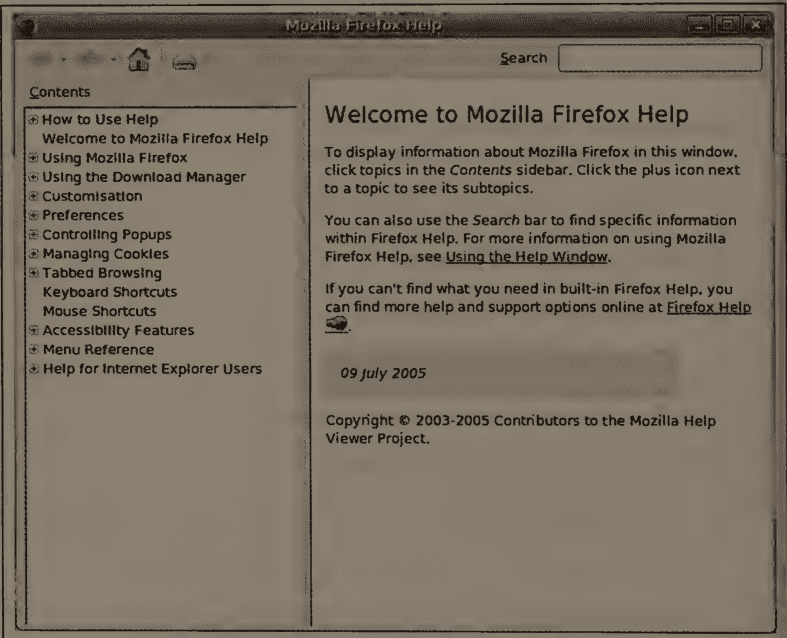 Mozilla Firefox Help
Search
Contents
How to Use Help
Welcome to Mozilla Firefox Help
Using Mozilla Firefox
Using the Download Manager
Customisation
Preferences
Controlling Popups
Managing Cookies
Tabbed Browsing
Keyboard Shortcuts
Mouse Shortcuts
Accessibility Features
Menu Reference
Help for Internet Explorer Users
Welcome to Mozilla Firefox Help
To display information about Mozilla Firefox in this window,
click topics in the Contents sidebar. Click the plus icon next
to a topic to see its subtopics.
You can also use the Search bar to find specific information
within Firefox Help. For more information on using Mozilla
Firefox Help, see Using the Help Window.
If you can't find what you need in built-in Firefox Help, you
can find more help and support options online at Firefox Help
.
09 July 2005
Copyright © 2003-2005 Contributors to the Mozilla Help
Viewer Project.